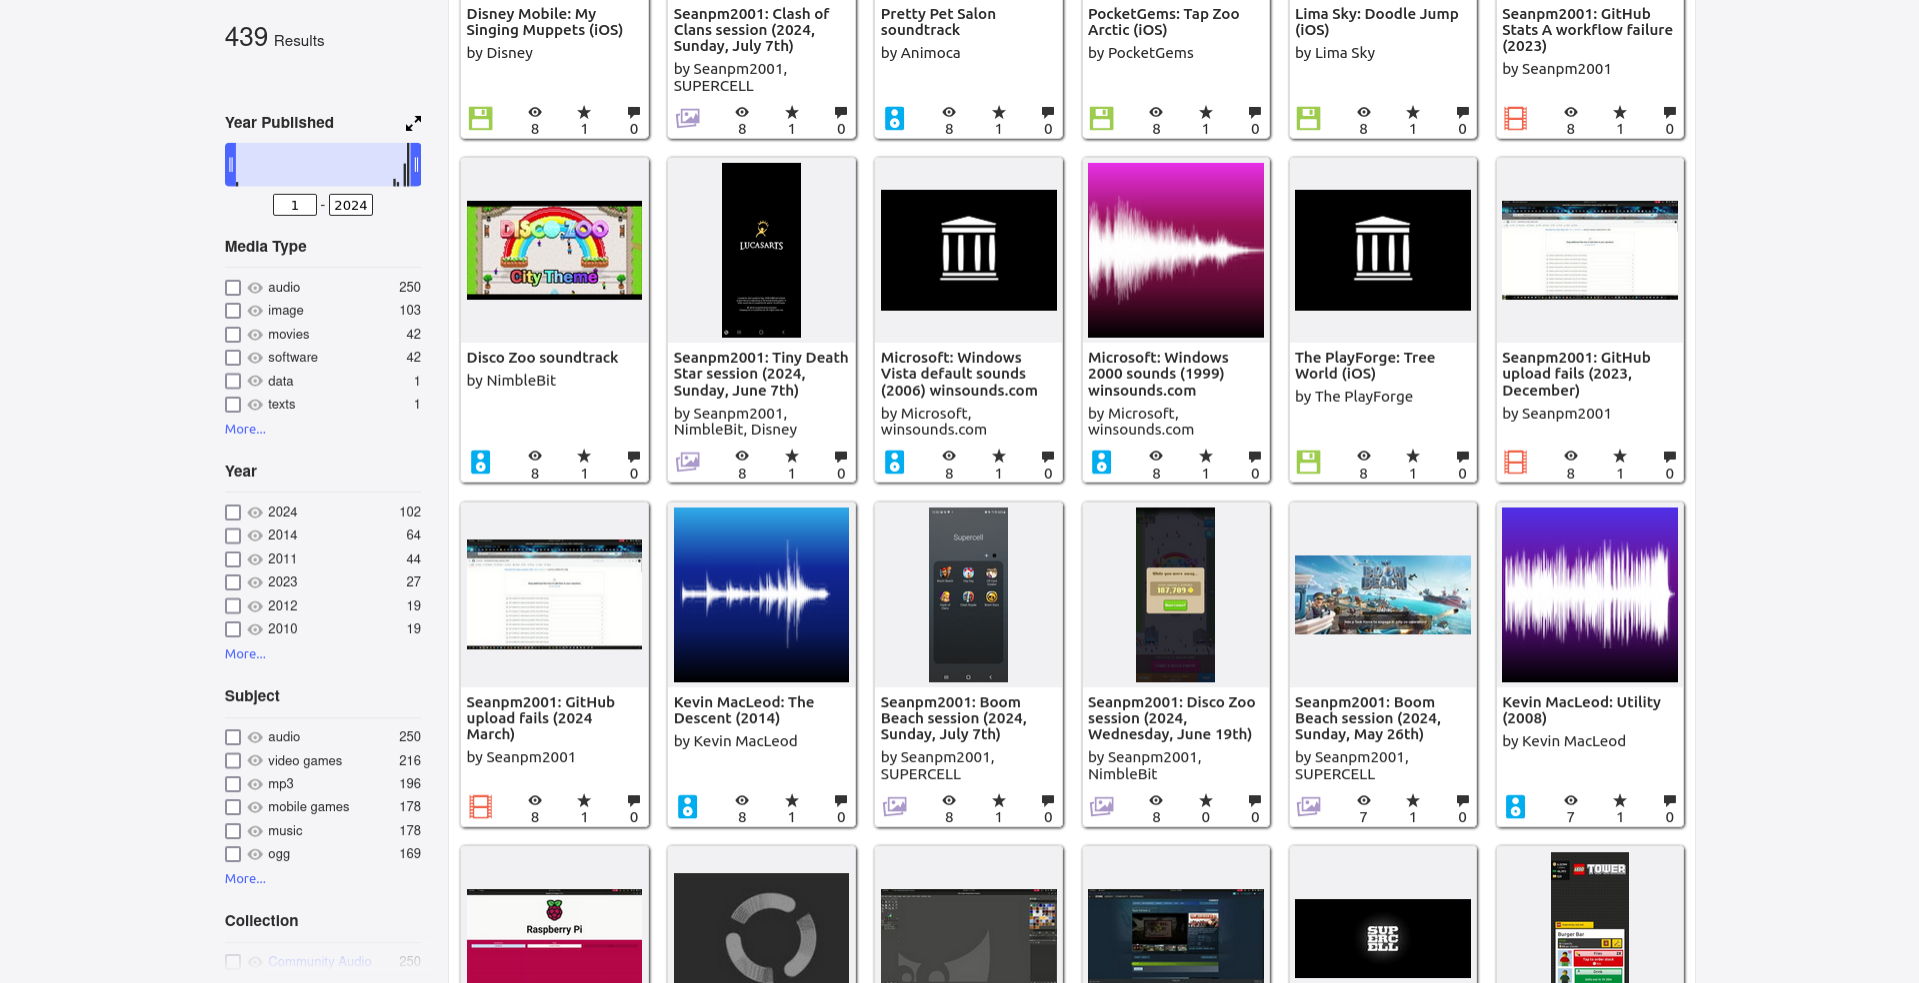 439 Results
Year Published
1 - 2024
Media Type
audio 250
image 103
movies 42
software 42
data 1
texts 1
More...
Year
2024 102
2014 64
2011 44
2023 27
2012 19
2010 19
More...
Subject
audio 250
video games 216
mp3 196
mobile games 178
music 178
ogg 169
More...
Collection
Community Audio 250
Disney Mobile: My
Singing Muppets (iOS)
by Disney
8 1 0
Seanpm2001: Clash of
Clans session (2024,
Sunday, July 7th)
by Seanpm2001,
SUPERCELL
8 1 0
Pretty Pet Salon
soundtrack
by Animoca
8 1 0
PocketGems: Tap Zoo
Arctic (iOS)
by PocketGems
8 1 0
Lima Sky: Doodle Jump
(iOS)
by Lima Sky
8 1 0
Seanpm2001: GitHub
Stats A workflow failure
(2023)
by Seanpm2001
8 1 0
DISCO ZOO
City Theme
Disco Zoo soundtrack
by NimbleBit
8 1 0
LUCASARTS
Seanpm2001: Tiny Death
Star session (2024,
Sunday, June 7th)
by Seanpm2001,
NimbleBit, Disney
8 1 0
Microsoft: Windows
Vista default sounds
(2006) winsounds.com
by Microsoft,
winsounds.com
8 1 0
Microsoft: Windows
2000 sounds (1999)
winsounds.com
by Microsoft,
winsounds.com
8 1 0
The PlayForge: Tree
World (iOS)
by The PlayForge
8 1 0
Seanpm2001: GitHub
upload fails (2023,
December)
by Seanpm2001
8 1 0
Seanpm2001: GitHub
upload fails (2024
March)
by Seanpm2001
8 1 0
Kevin MacLeod: The
Descent (2014)
by Kevin MacLeod
8 1 0
Supercell
Seanpm2001: Boom
Beach session (2024,
Sunday, July 7th)
by Seanpm2001,
SUPERCELL
8 1 0
While you were away...
107,709
Seanpm2001: Disco Zoo
session (2024,
Wednesday, June 19th)
by Seanpm2001,
NimbleBit
8 0 0
BOOM
BEACH
Seanpm2001: Boom
Beach session (2024,
Sunday, May 26th)
by Seanpm2001,
SUPERCELL
7 1 0
Kevin MacLeod: Utility
(2008)
by Kevin MacLeod
7 1 0
Raspberry Pi
SUP
ERC
ELL
LEGO TOWER
Burger Bar